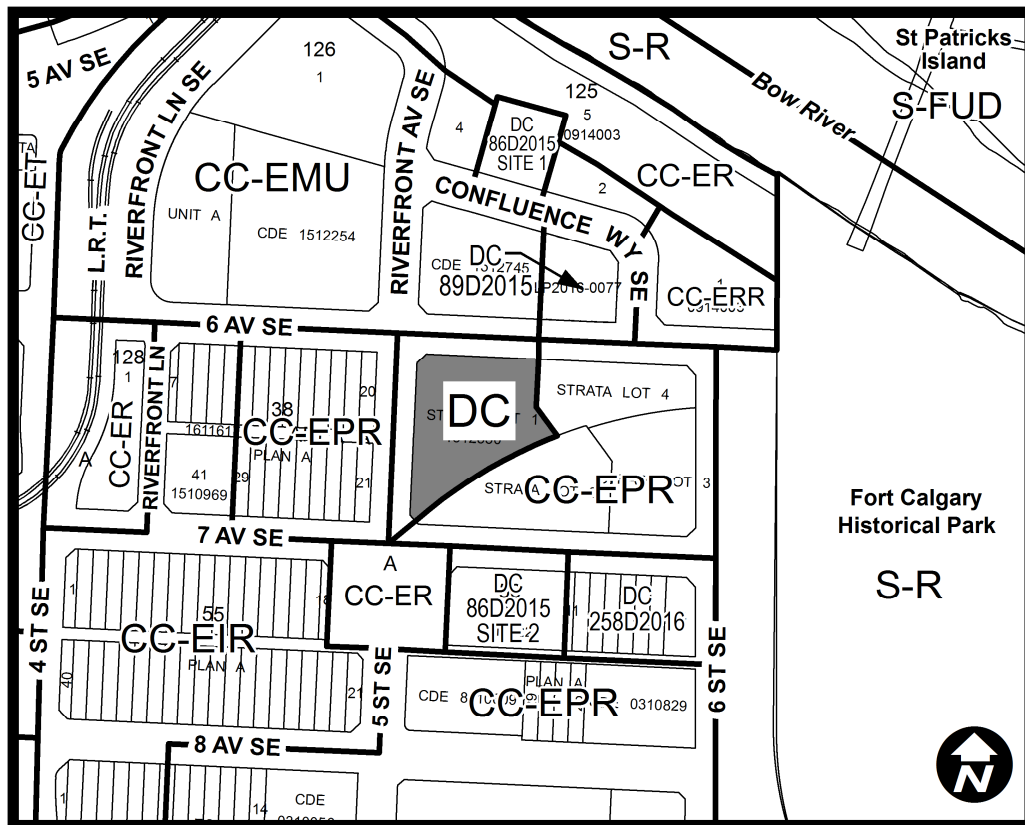 5 AV SE
126
1
S-R
St Patricks
Island
S-FUD
Bow River
125
5
0914003
4
DC
86D2015
SITE 1
2
CC-ER
CC-ET
L.R.T.
RIVERFRONT LN SE
RIVERFRONT AV SE
CC-EMU
UNIT A
CDE 1512254
CONFLUENCE WY SE
DC
89D2015
CDE
LP2016-0077
1
CC-ERR
6 AV SE
128
1
RIVERFRONT LN
CC-ER
A
7
20
38
CC-EPR
PLAN A
41
1510969
29
21
DC
1
STRATA LOT 4
CC-EPR
3
Fort Calgary
Historical Park
S-R
7 AV SE
A
CC-ER
DC
86D2015
SITE 2
DC
258D2016
4 ST SE
1
55
CC-EIR
PLAN A
40
21
5 ST SE
CC-EPR
PLAN A
0310829
6 ST SE
8 AV SE
1
14
CDE
N